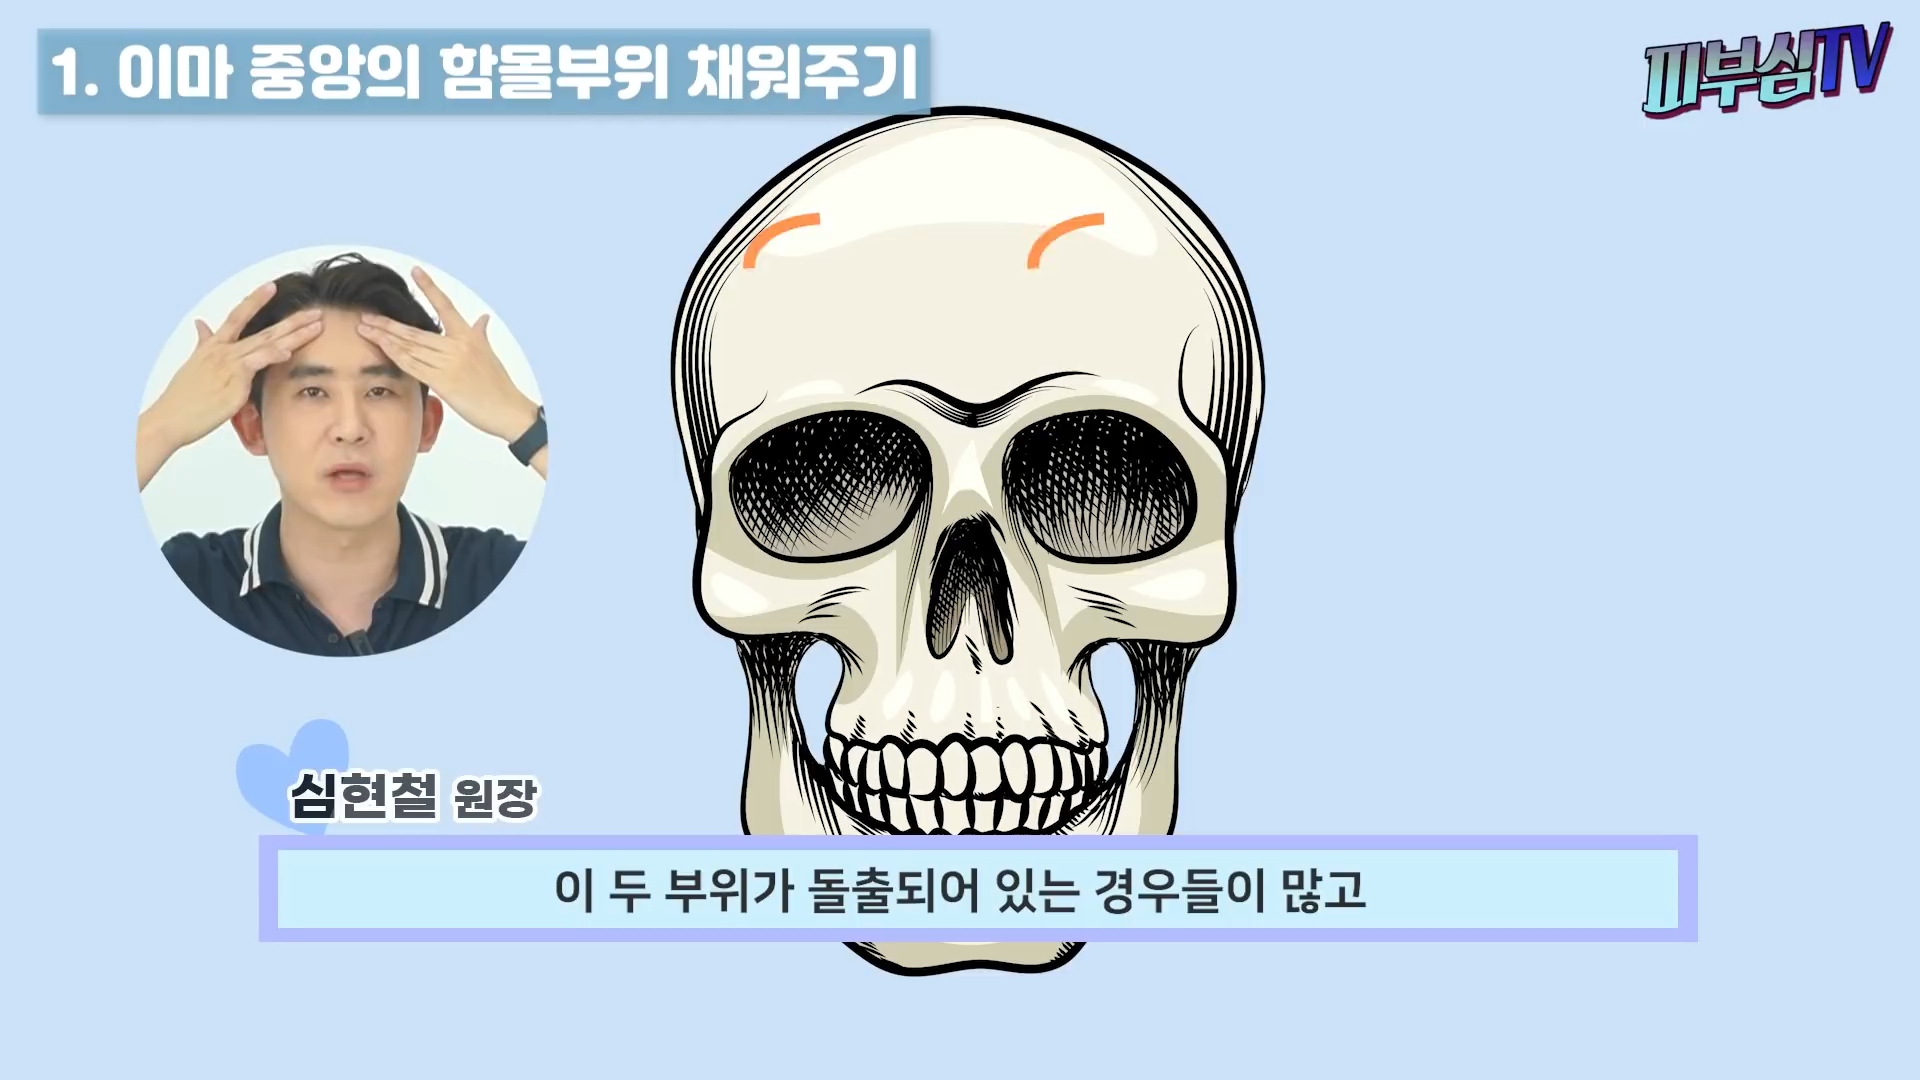 1. 이마 중앙의 함몰부위 채워주기
피부심TV
심현철 원장
이 두 부위가 돌출되어 있는 경우들이 많고